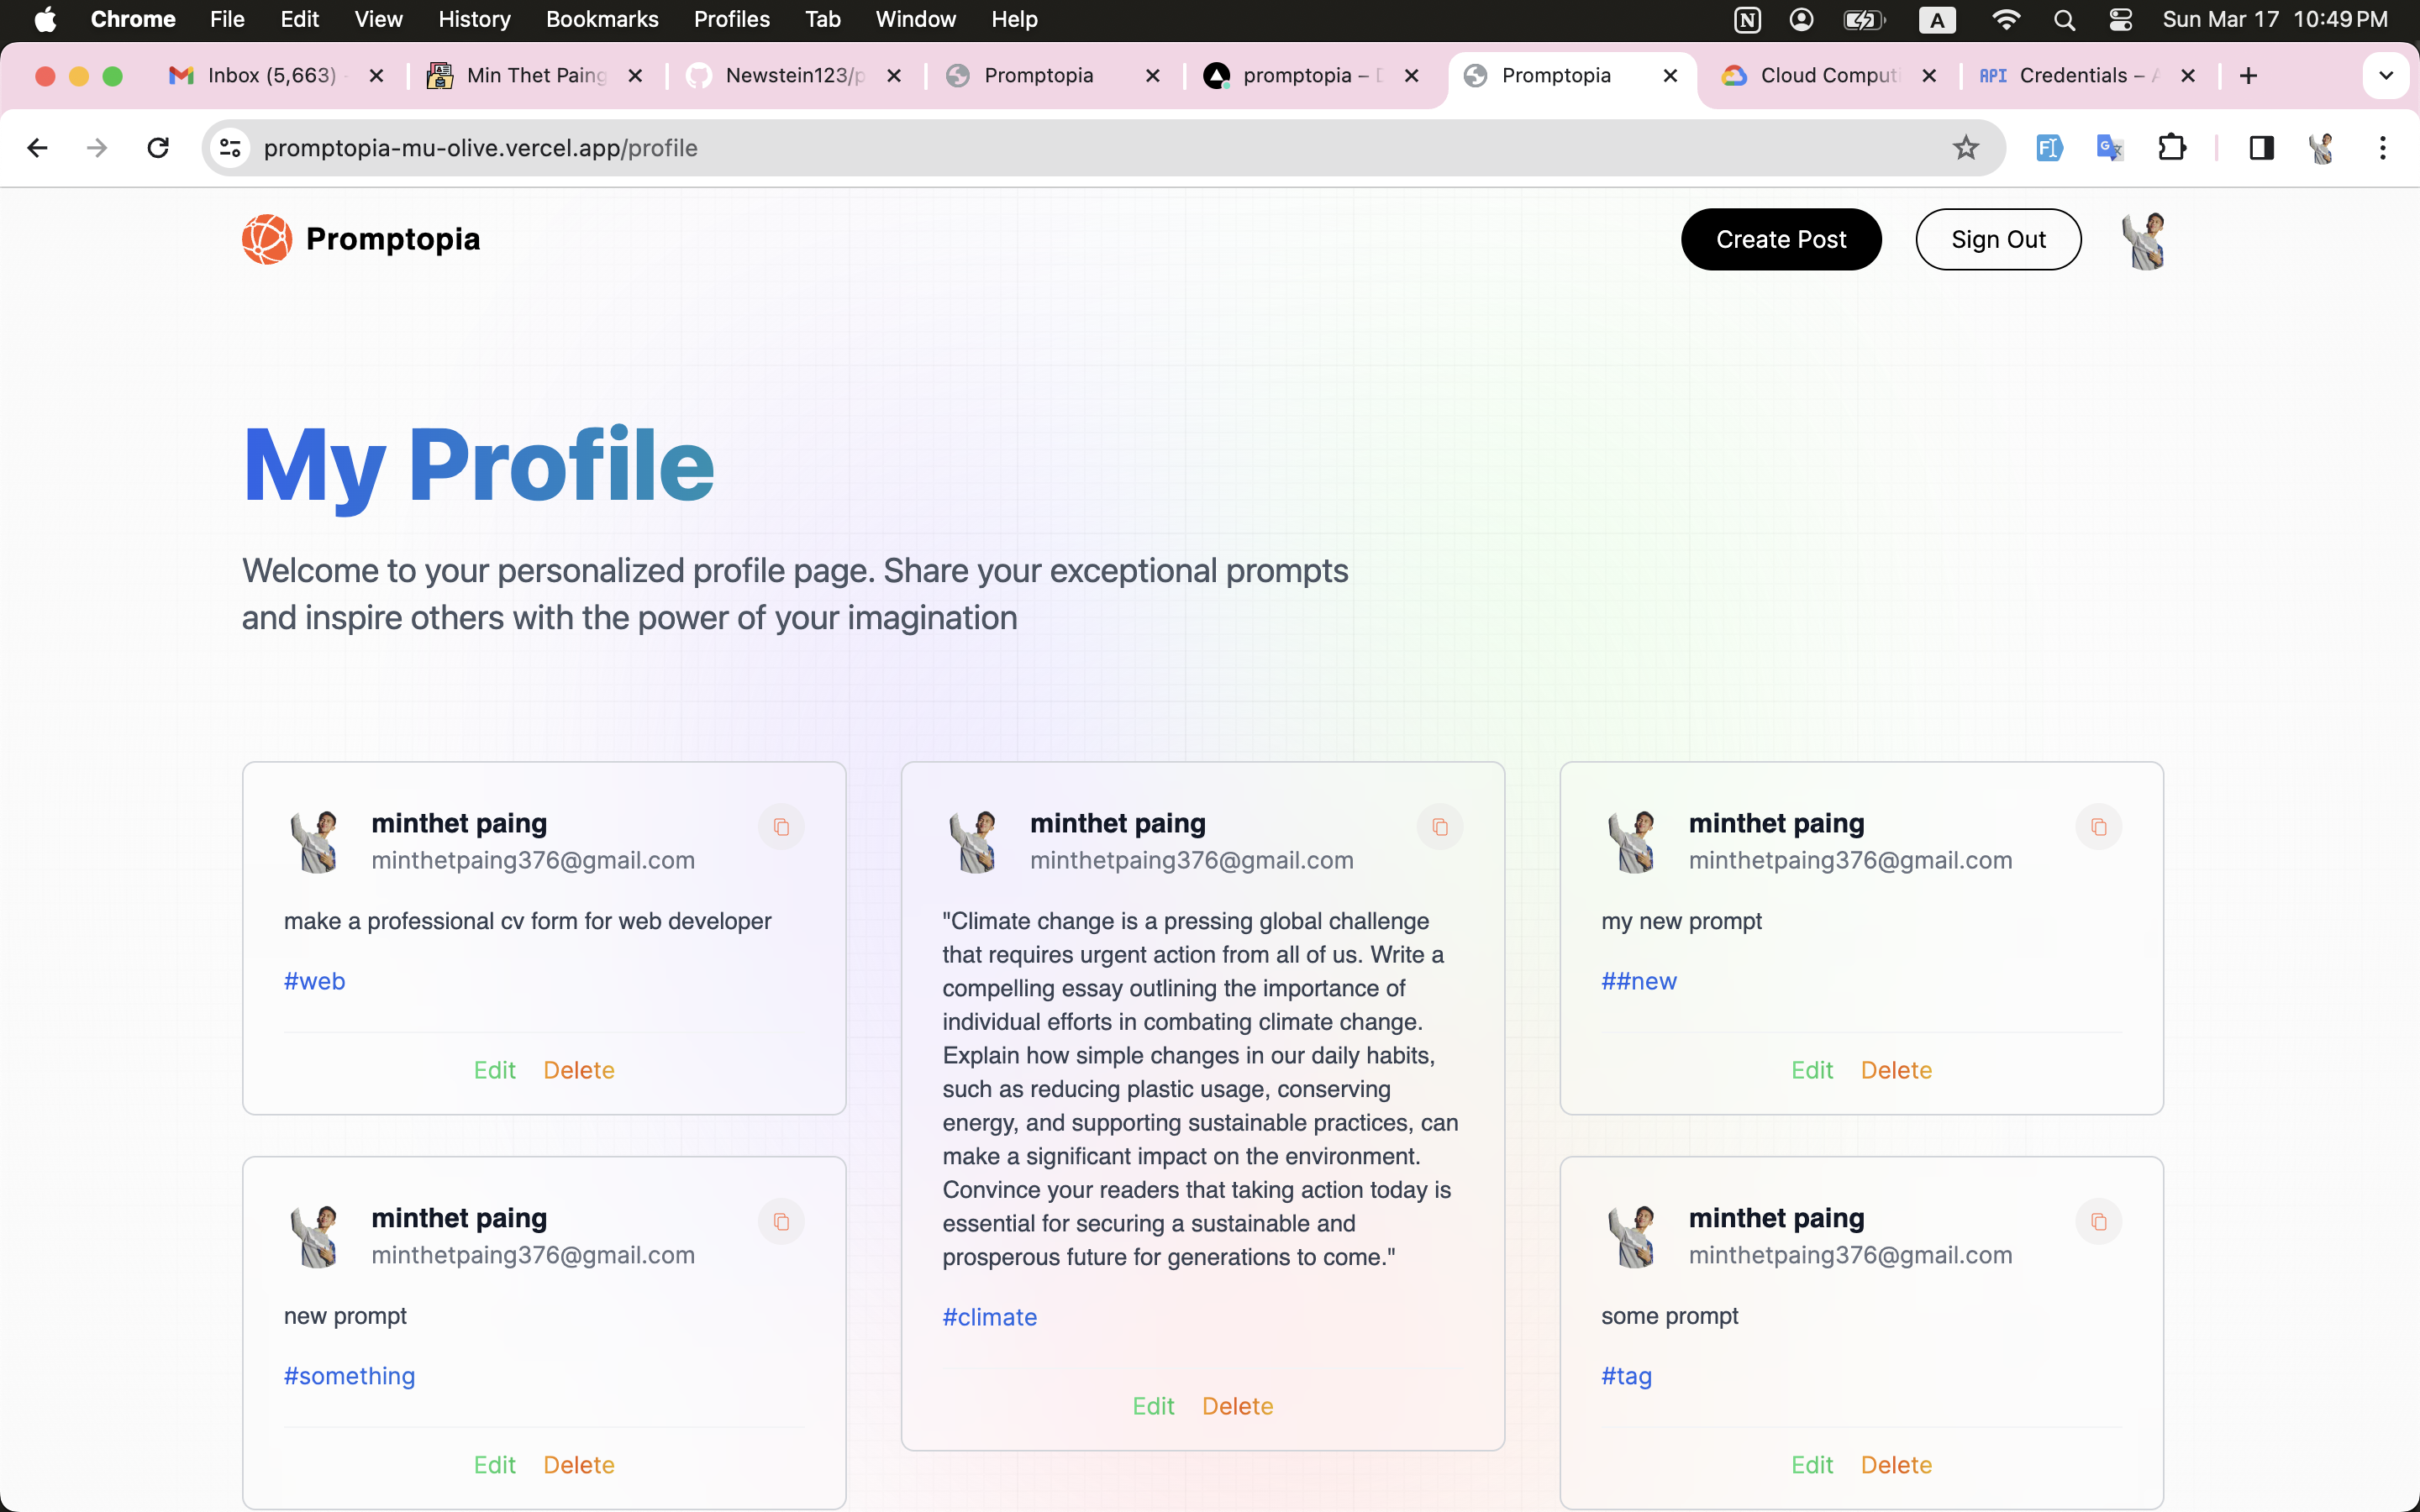 Chrome File Edit View History Bookmarks Profiles Tab Window Help N A Sun Mar 17 10:49 PM
Inbox (5,663) Min Thet Paing Newstein123/p Promptopia promptopia – Promptopia Cloud Computi API Credentials –
promptopia-mu-olive.vercel.app/profile
Promptopia Create Post Sign Out
My Profile
Welcome to your personalized profile page. Share your exceptional prompts
and inspire others with the power of your imagination
minthet paing
minthetpaing376@gmail.com
make a professional cv form for web developer
#web
Edit Delete
minthet paing
minthetpaing376@gmail.com
"Climate change is a pressing global challenge
that requires urgent action from all of us. Write a
compelling essay outlining the importance of
individual efforts in combating climate change.
Explain how simple changes in our daily habits,
such as reducing plastic usage, conserving
energy, and supporting sustainable practices, can
make a significant impact on the environment.
Convince your readers that taking action today is
essential for securing a sustainable and
prosperous future for generations to come."
#climate
Edit Delete
minthet paing
minthetpaing376@gmail.com
my new prompt
##new
Edit Delete
minthet paing
minthetpaing376@gmail.com
new prompt
#something
Edit Delete
minthet paing
minthetpaing376@gmail.com
some prompt
#tag
Edit Delete